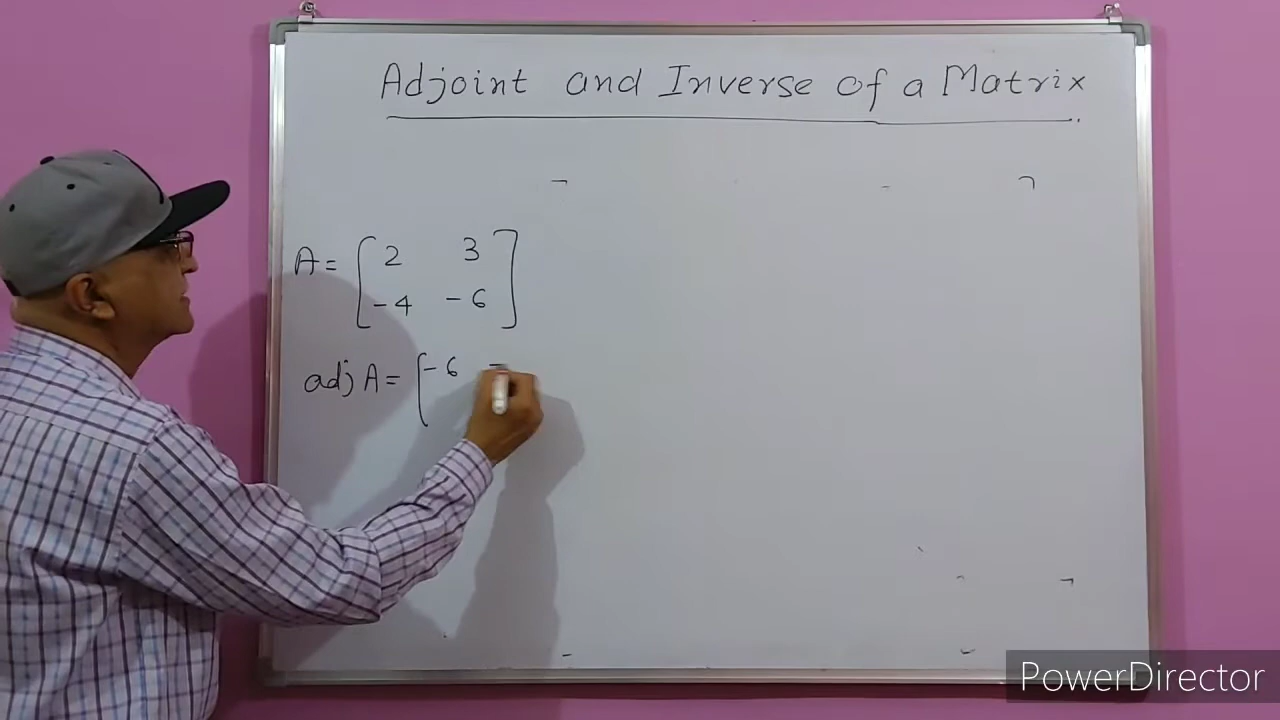 Adjoint and Inverse of a Matrix
A = [ 2 3
-4 -6 ]
adj A = [ -6 -
PowerDirector